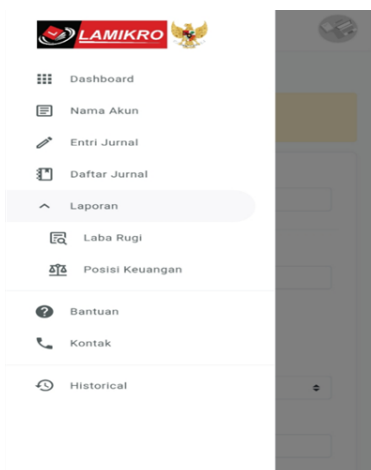 LAMIKRO
Dashboard
Nama Akun
Entri Jurnal
Daftar Jurnal
Laporan
Laba Rugi
Posisi Keuangan
Bantuan
Kontak
Historical